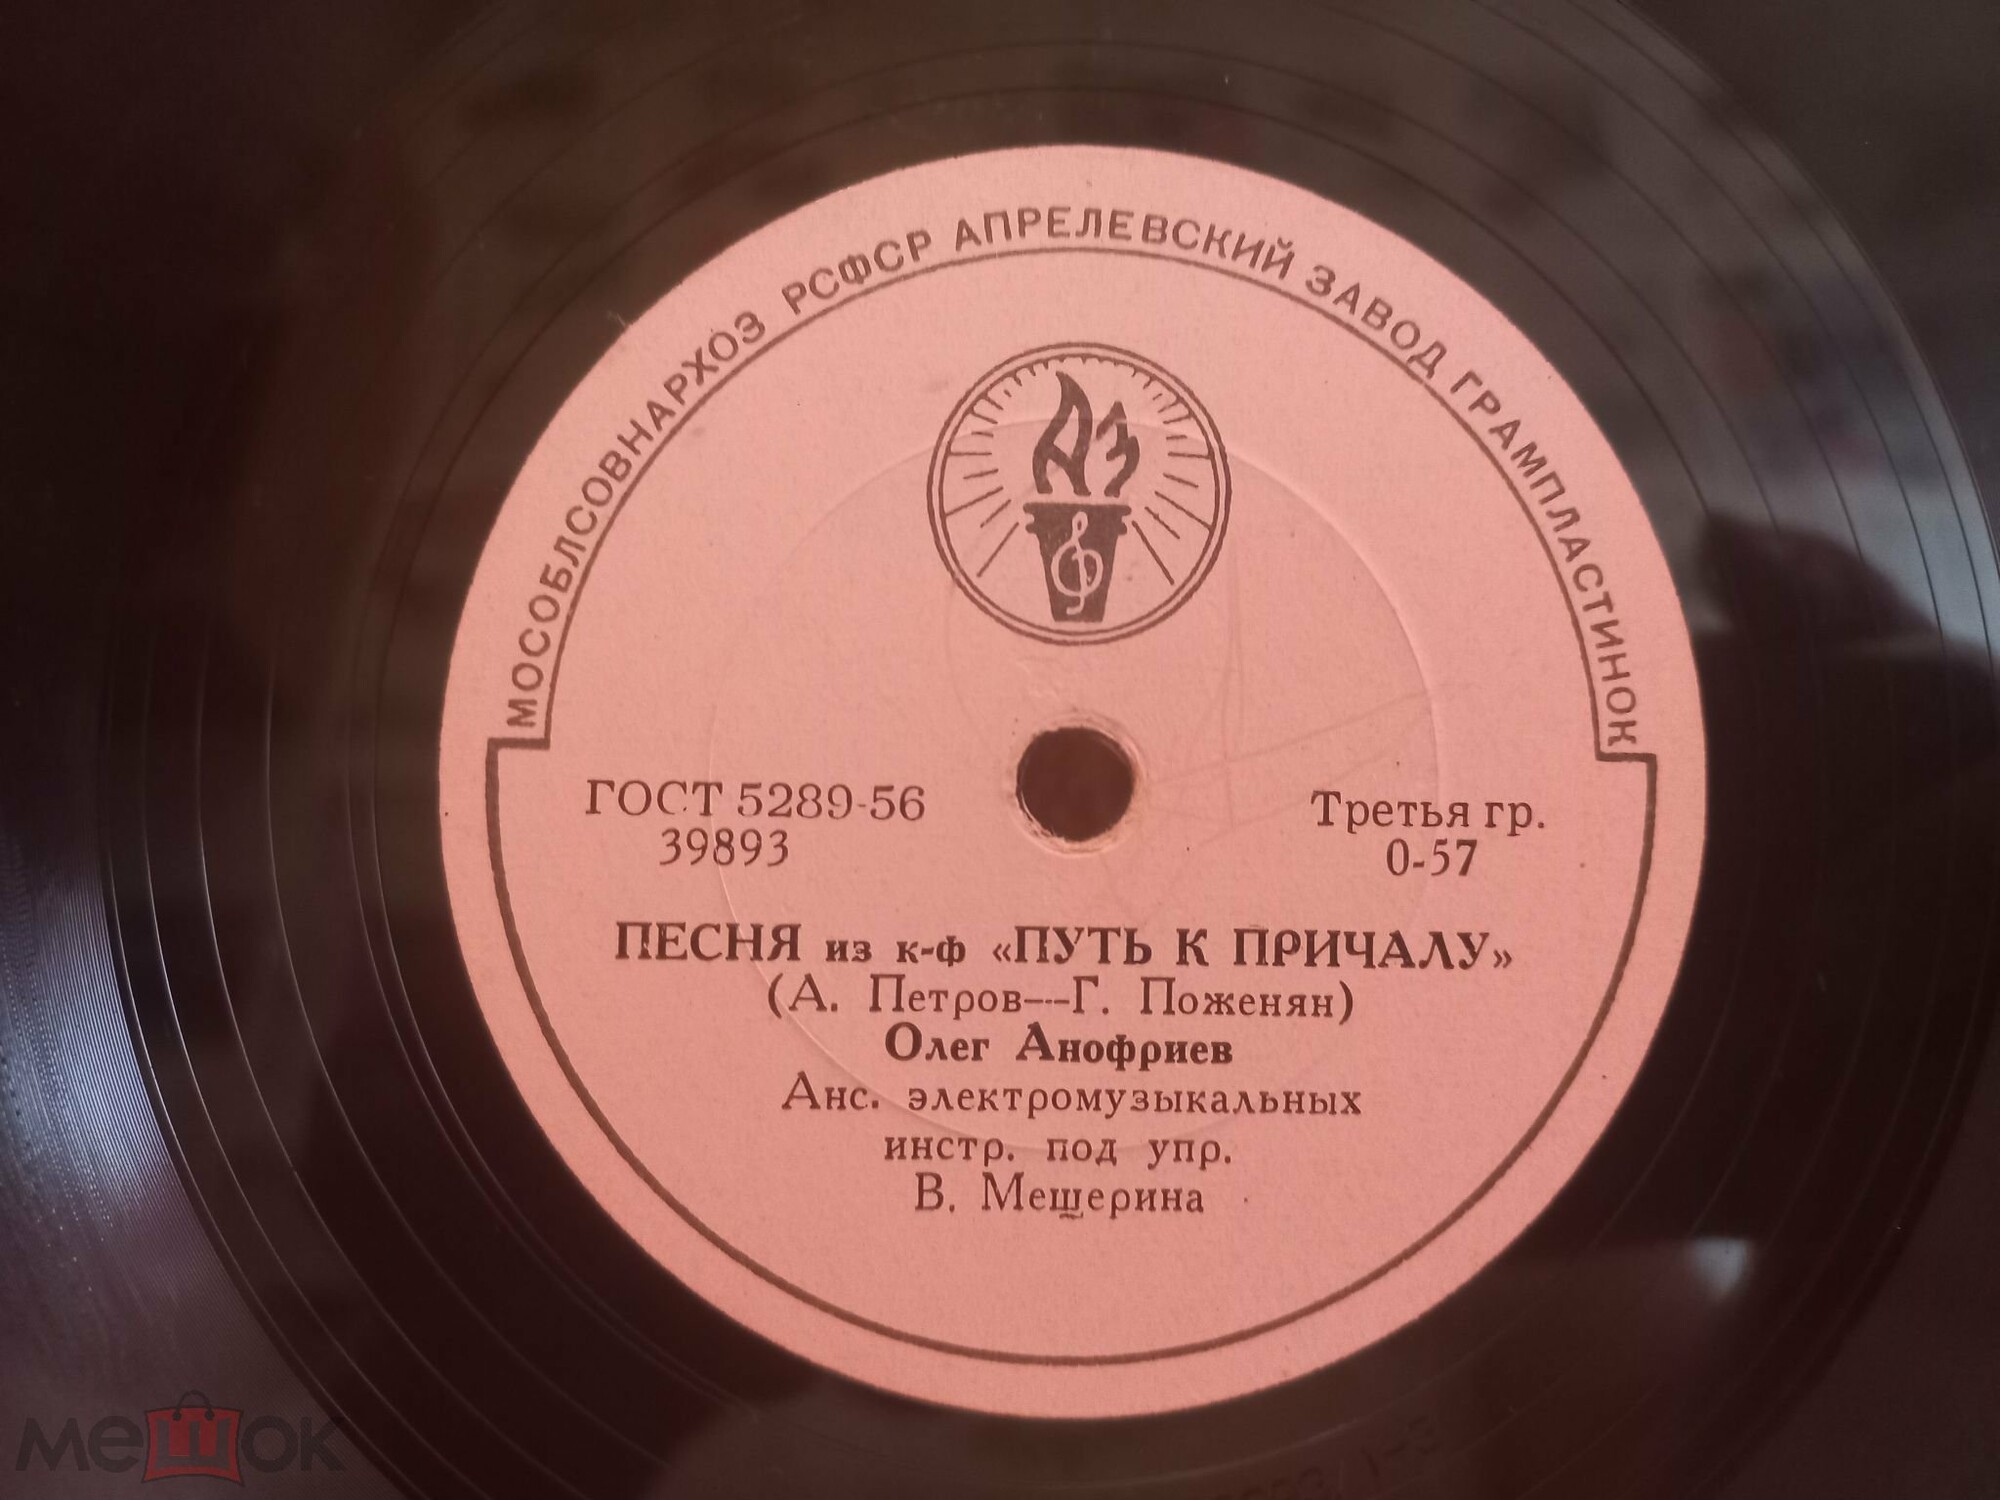 МОСОБЛСОВНАРХОЗ РСФСР АПРЕЛЕВСКИЙ ЗАВОД ГРАМПЛАСТИНОК
АЗ
ГОСТ 5289-56
39893
Третья гр.
0-57
ПЕСНЯ из к-ф «ПУТЬ К ПРИЧАЛУ»
(А. Петров—Г. Поженян)
Олег Анофриев
Анс. электромузыкальных
инстр. под упр.
В. Мещерина
мешок